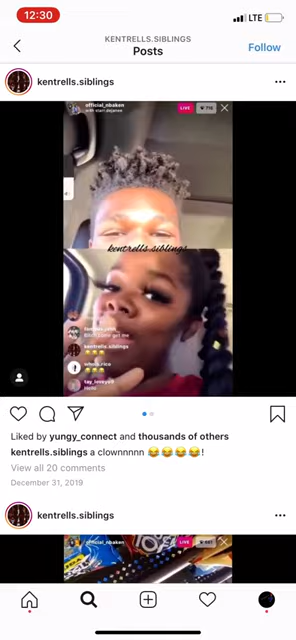 12:30
LTE
KENTRELLS.SIBLINGS
Posts
Follow
kentrells.siblings
official_nbaken
LIVE
kentrells.siblings
kentrells.siblings
😂😂😂
tay_loveya9
Liked by yungy_connect and thousands of others
kentrells.siblings a clownnnnn 😂😂😂😂!
View all 20 comments
December 31, 2019
kentrells.siblings
official_nbaken
LIVE